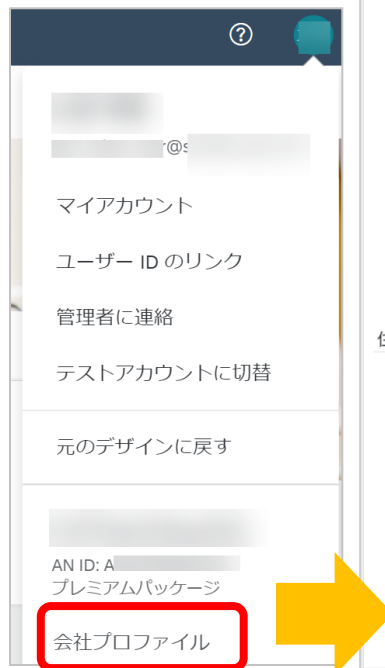 r@s
マイアカウント
ユーザー ID のリンク
管理者に連絡
テストアカウントに切替
元のデザインに戻す
AN ID: A
プレミアムパッケージ
会社プロファイル